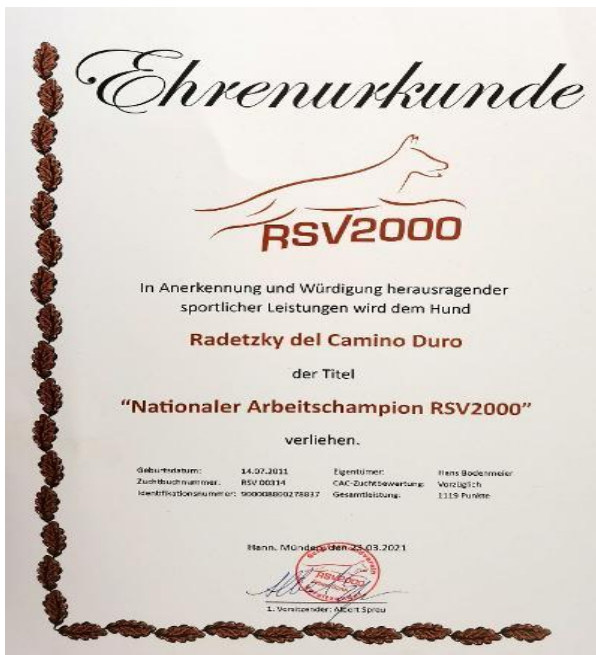 Ehrenurkunde
RSV2000
In Anerkennung und Würdigung herausragender
sportlicher Leistungen wird dem Hund
Radetzky del Camino Duro
der Titel
"Nationaler Arbeitschampion RSV2000"
verliehen.
Geburtsdatum: 14.07.2011 Eigentümer: Hans Bodenmeier
Zuchtbuchnummer: RSV 00314 CAC-Zuchtbewertung: Vorzüglich
Identifikationsnummer: 900008800278837 Gesamtleistung: 1119 Punkte
Hann. Münden, den 23.03.2021
RSV2000
1. Vorsitzender: Albert Spreu